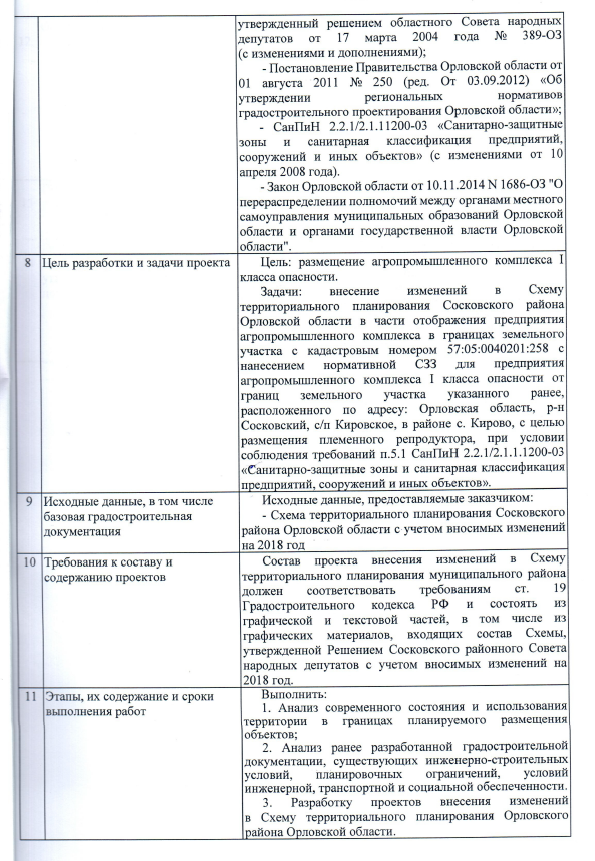 утвержденный решением областного Совета народных
депутатов от 17 марта 2004 года № 389-ОЗ
(с изменениями и дополнениями);
- Постановление Правительства Орловской области от
01 августа 2011 № 250 (ред. От 03.09.2012) «Об
утверждении региональных нормативов
градостроительного проектирования Орловской области»;
- СанПиН 2.2.1/2.1.11200-03 «Санитарно-защитные
зоны и санитарная классификация предприятий,
сооружений и иных объектов» (с изменениями от 10
апреля 2008 года).
- Закон Орловской области от 10.11.2014 N 1686-ОЗ "О
перераспределении полномочий между органами местного
самоуправления муниципальных образований Орловской
области и органами государственной власти Орловской
области".
8 Цель разработки и задачи проекта
Цель: размещение агропромышленного комплекса I
класса опасности.
Задачи: внесение изменений в Схему
территориального планирования Сосковского района
Орловской области в части отображения предприятия
агропромышленного комплекса в границах земельного
участка с кадастровым номером 57:05:0040201:258 с
нанесением нормативной СЗЗ для предприятия
агропромышленного комплекса I класса опасности от
границ земельного участка указанного ранее,
расположенного по адресу: Орловская область, р-н
Сосковский, с/п Кировское, в районе с. Кирово, с целью
размещения племенного репродуктора, при условии
соблюдения требований п.5.1 СанПиН 2.2.1/2.1.1.1200-03
«Санитарно-защитные зоны и санитарная классификация
предприятий, сооружений и иных объектов».
9 Исходные данные, в том числе
базовая градостроительная
документация
Исходные данные, предоставляемые заказчиком:
- Схема территориального планирования Сосковского
района Орловской области с учетом вносимых изменений
на 2018 год
10 Требования к составу и
содержанию проектов
Состав проекта внесения изменений в Схему
территориального планирования муниципального района
должен соответствовать требованиям ст. 19
Градостроительного кодекса РФ и состоять из
графической и текстовой частей, в том числе из
графических материалов, входящих состав Схемы,
утвержденной Решением Сосковского районного Совета
народных депутатов с учетом вносимых изменений на
2018 год.
11 Этапы, их содержание и сроки
выполнения работ
Выполнить:
1. Анализ современного состояния и использования
территории в границах планируемого размещения
объектов;
2. Анализ ранее разработанной градостроительной
документации, существующих инженерно-строительных
условий, планировочных ограничений, условий
инженерной, транспортной и социальной обеспеченности.
3. Разработку проектов внесения изменений
в Схему территориального планирования Орловского
района Орловской области.